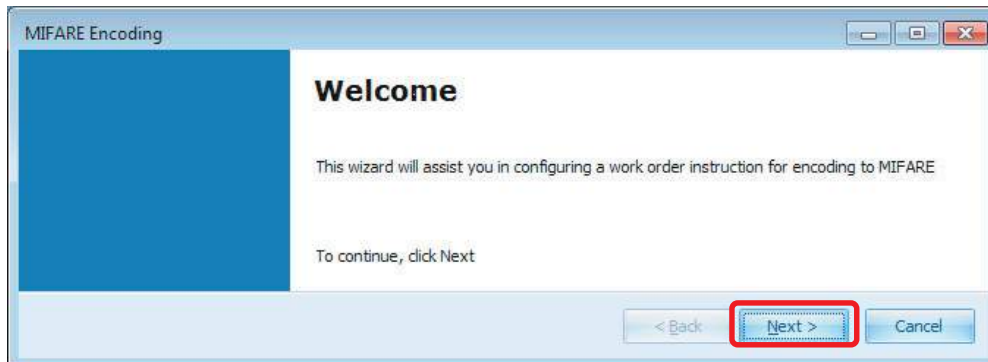 MIFARE Encoding
Welcome
This wizard will assist you in configuring a work order instruction for encoding to MIFARE
To continue, click Next
< Back Next > Cancel